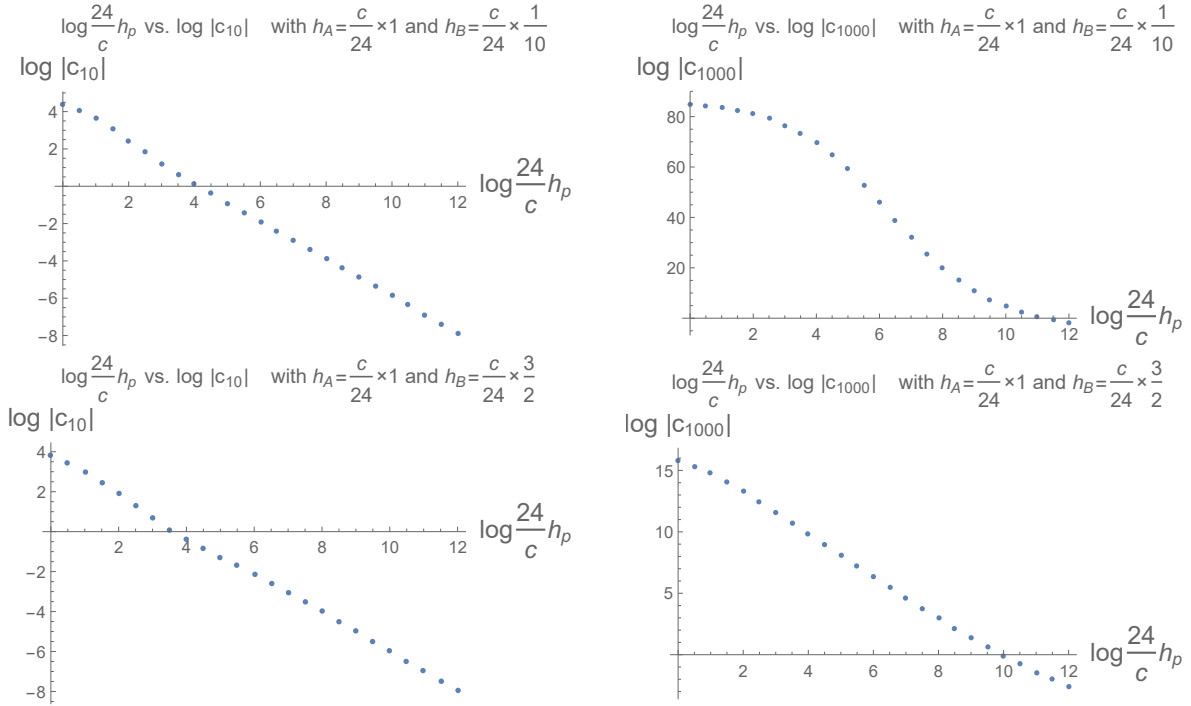 log 24/c h_p vs. log |c_10| with h_A = c/24 ×1 and h_B = c/24 × 1/10
log |c_10|
4
2
−2
−4
−6
−8
2 4 6 8 10 12
log 24/c h_p
log 24/c h_p vs. log |c_1000| with h_A = c/24 ×1 and h_B = c/24 × 1/10
log |c_1000|
80
60
40
20
2 4 6 8 10 12
log 24/c h_p
log 24/c h_p vs. log |c_10| with h_A = c/24 ×1 and h_B = c/24 × 3/2
log |c_10|
4
2
−2
−4
−6
−8
2 4 6 8 10 12
log 24/c h_p
log 24/c h_p vs. log |c_1000| with h_A = c/24 ×1 and h_B = c/24 × 3/2
log |c_1000|
15
10
5
2 4 6 8 10 12
log 24/c h_p